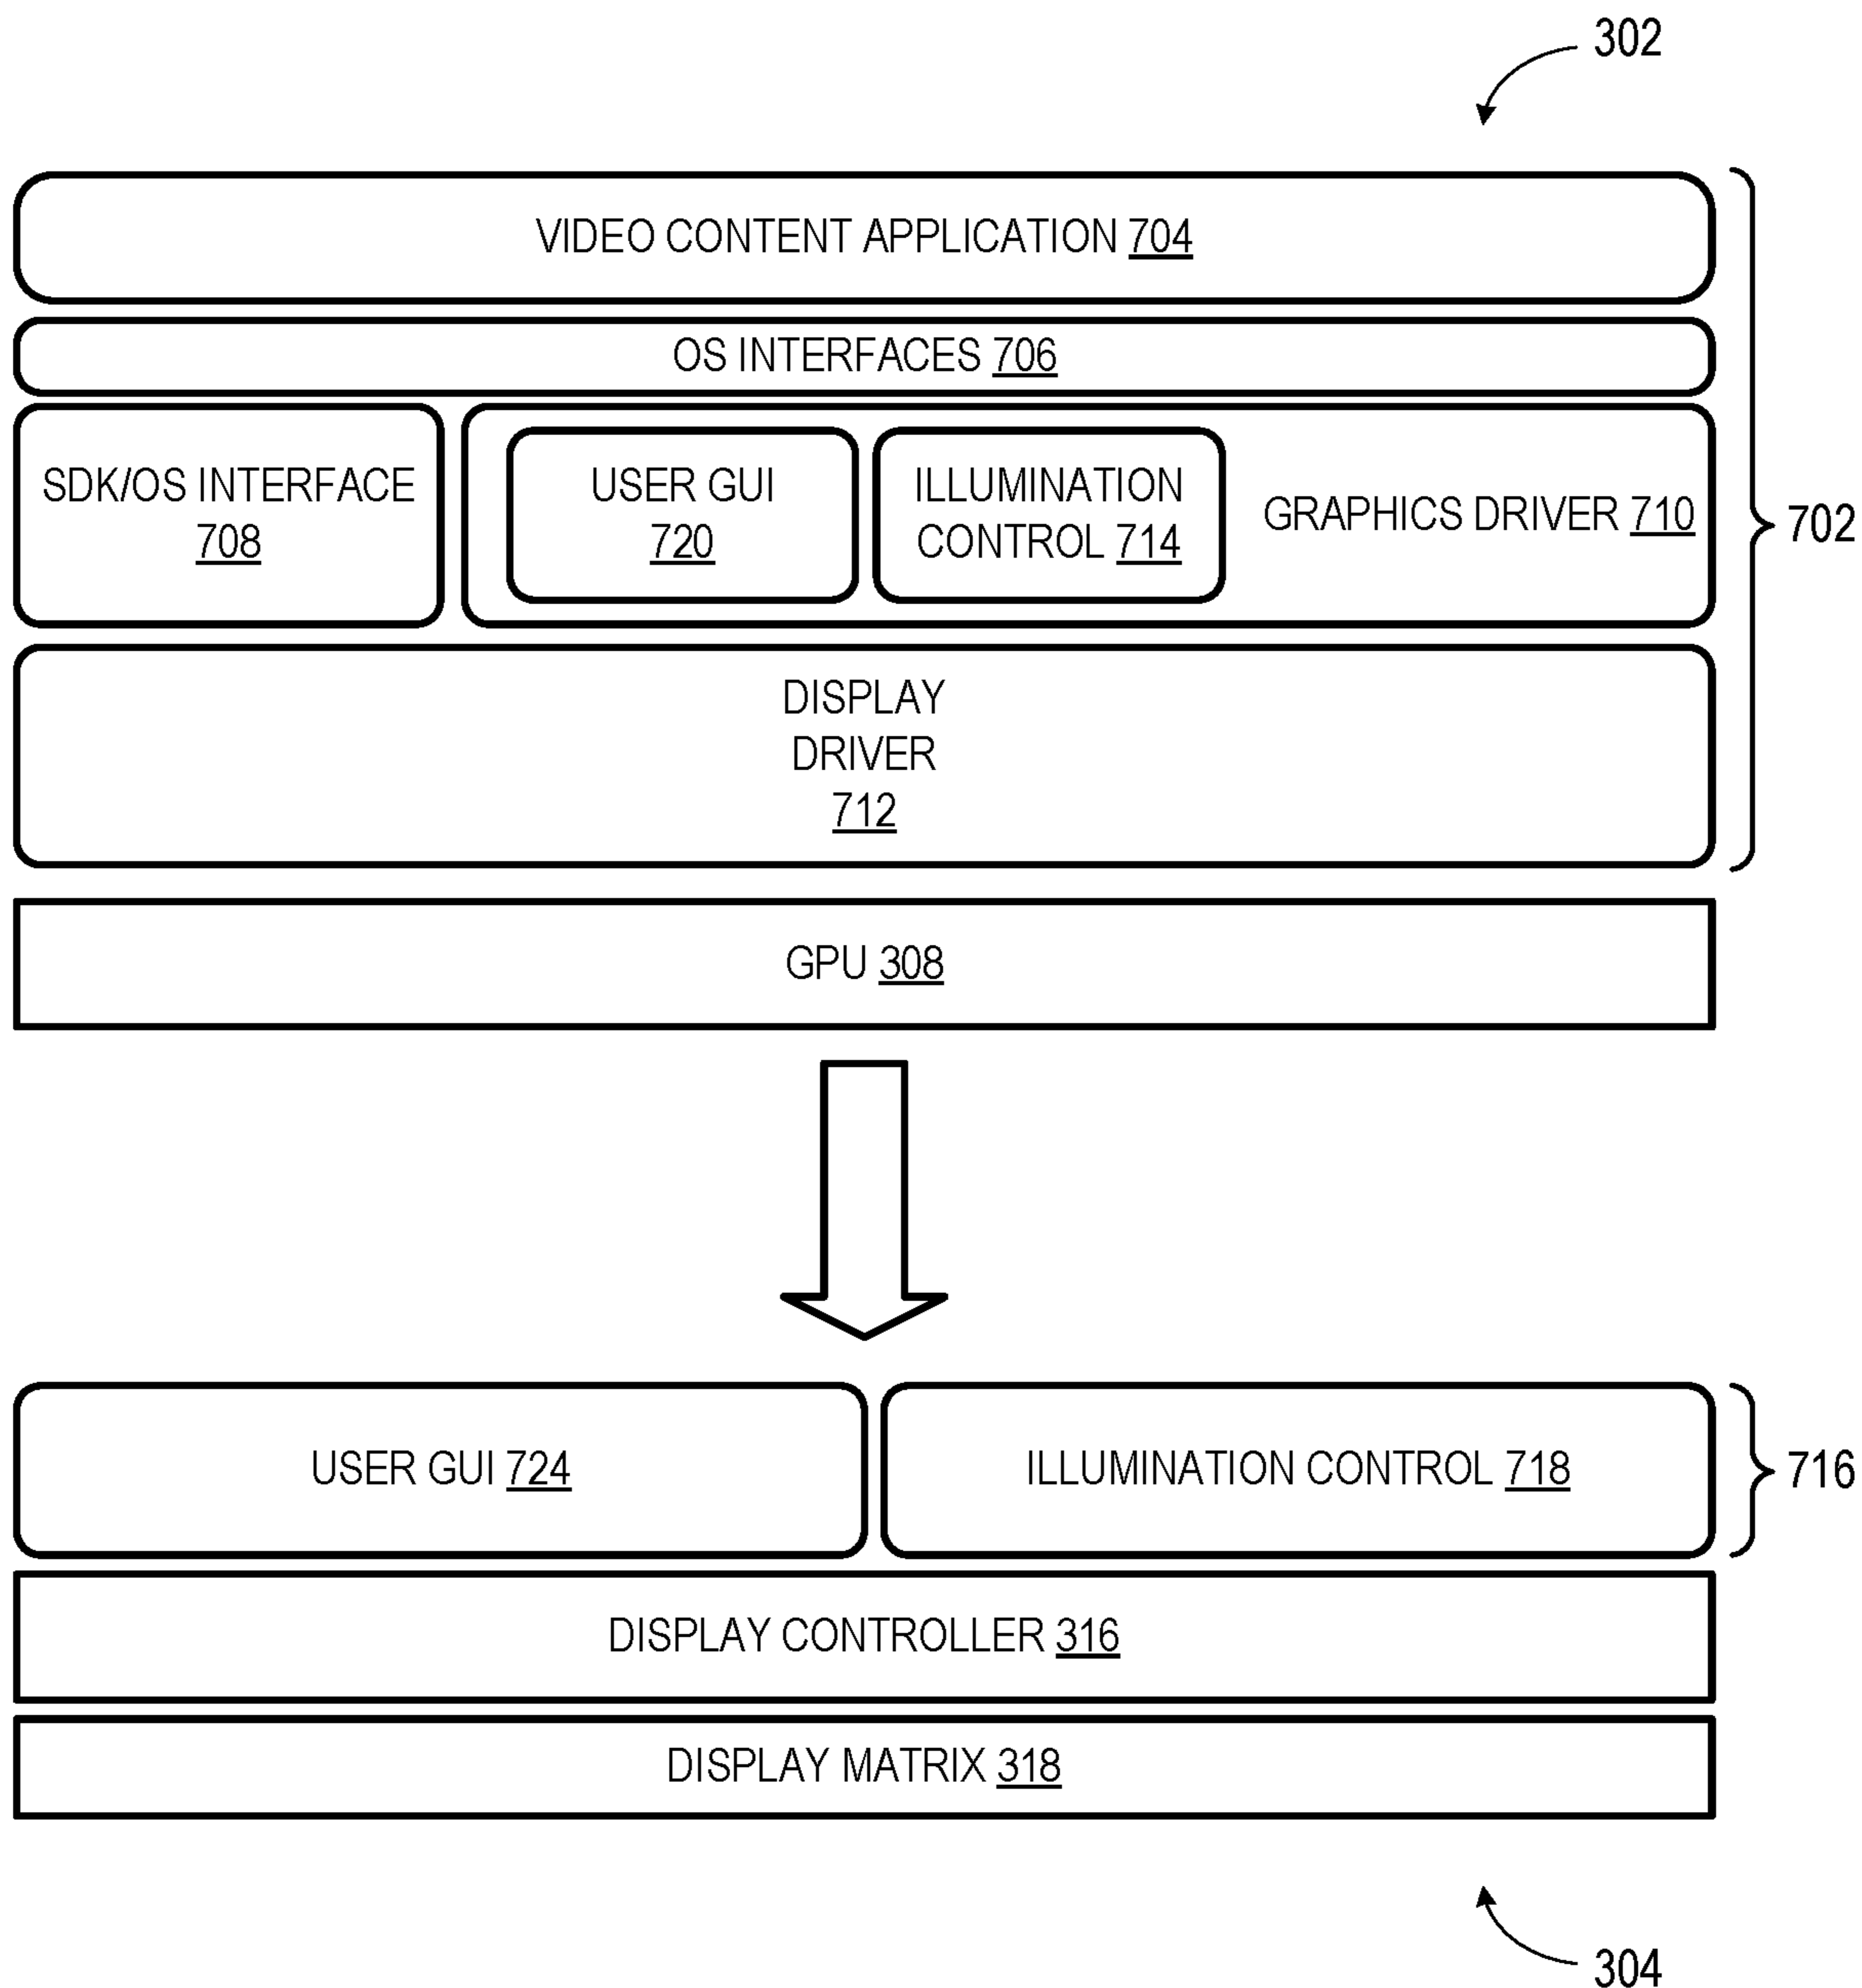 302
VIDEO CONTENT APPLICATION 704
OS INTERFACES 706
SDK/OS INTERFACE
708
USER GUI
720
ILLUMINATION
CONTROL 714
GRAPHICS DRIVER 710
702
DISPLAY
DRIVER
712
GPU 308
USER GUI 724
ILLUMINATION CONTROL 718
716
DISPLAY CONTROLLER 316
DISPLAY MATRIX 318
304